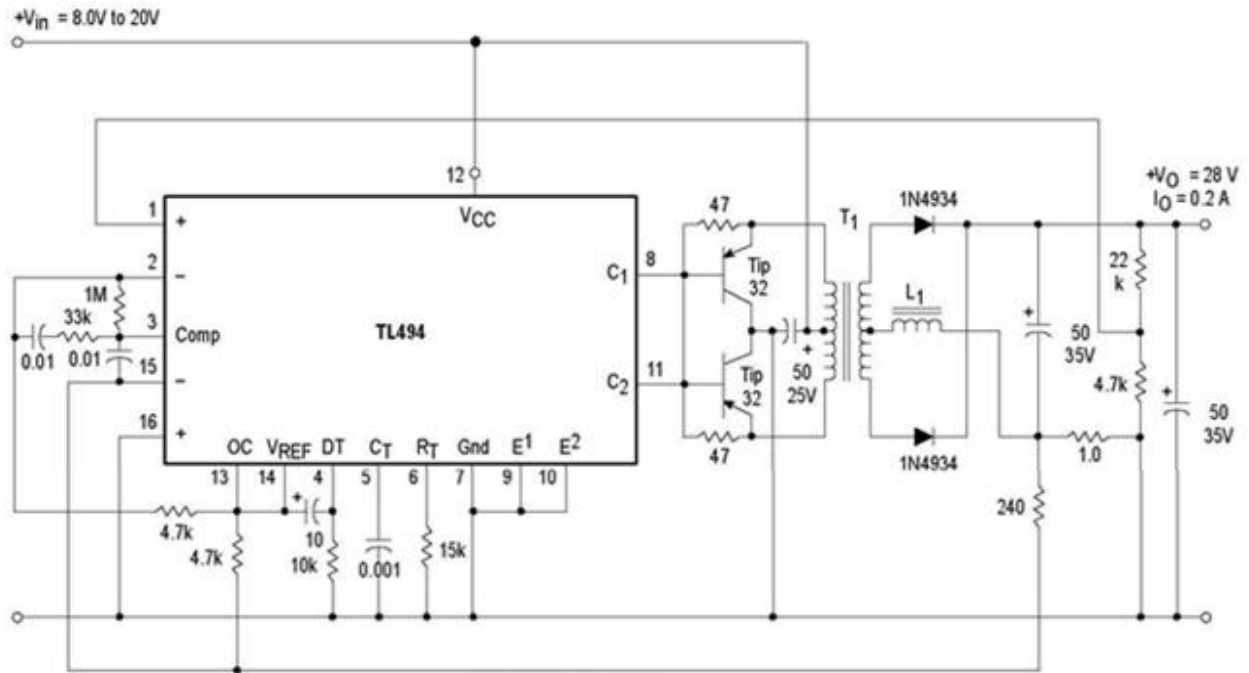 +Vin = 8.0V to 20V
12
VCC
+VO = 28 V
IO = 0.2 A
1
+
2
−
1M
33k
3
Comp
0.01
0.01
15
−
16
+
TL494
C1
8
C2
11
47
Tip
32
Tip
32
47
+
50
25V
T1
1N4934
L1
1N4934
+
50
35V
22
k
4.7k
1.0
+
50
35V
240
OC
VREF
DT
CT
RT
Gnd
E1
E2
13
14
4
5
6
7
9
10
+
4.7k
4.7k
10
10k
0.001
15k